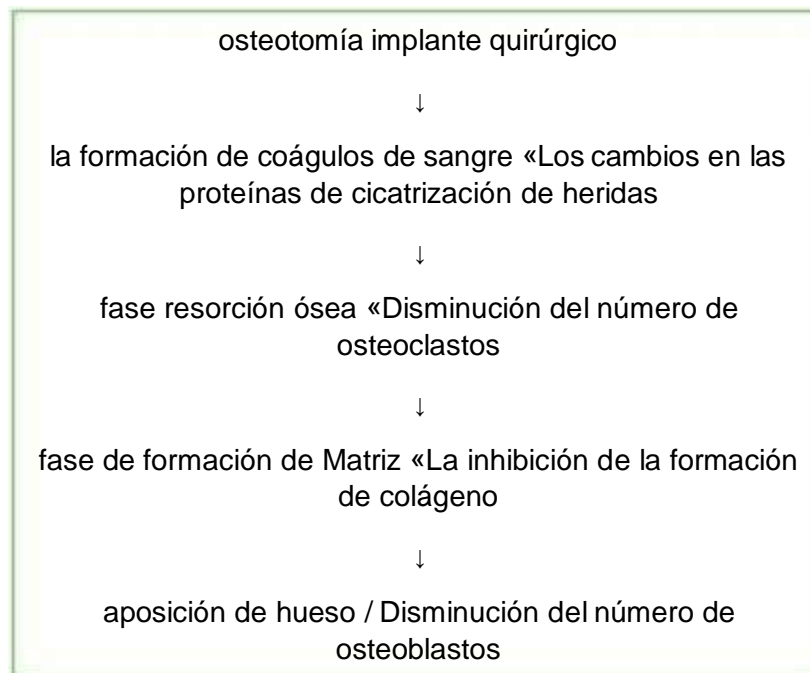 osteotomía implante quirúrgico
↓
la formación de coágulos de sangre «Los cambios en las
proteínas de cicatrización de heridas
↓
fase resorción ósea «Disminución del número de
osteoclastos
↓
fase de formación de Matriz «La inhibición de la formación
de colágeno
↓
aposición de hueso / Disminución del número de
osteoblastos